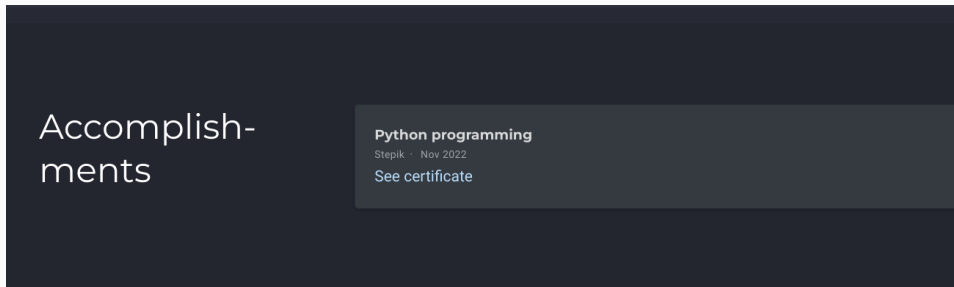 Accomplish-
ments
Python programming
Stepik · Nov 2022
See certificate